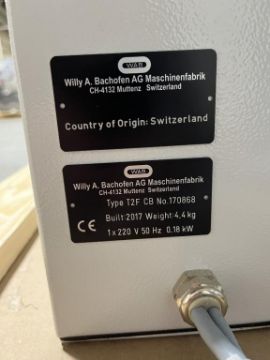 WAB
Willy A. Bachofen AG Maschinenfabrik
CH-4132 Muttenz Switzerland
Country of Origin: Switzerland
WAB
Willy A. Bachofen AG Maschinenfabrik
CH-4132 Muttenz Switzerland
Type T2F CB No.170868
Built:2017 Weight:4,4kg
CE 1x220 V 50 Hz 0.18 kW